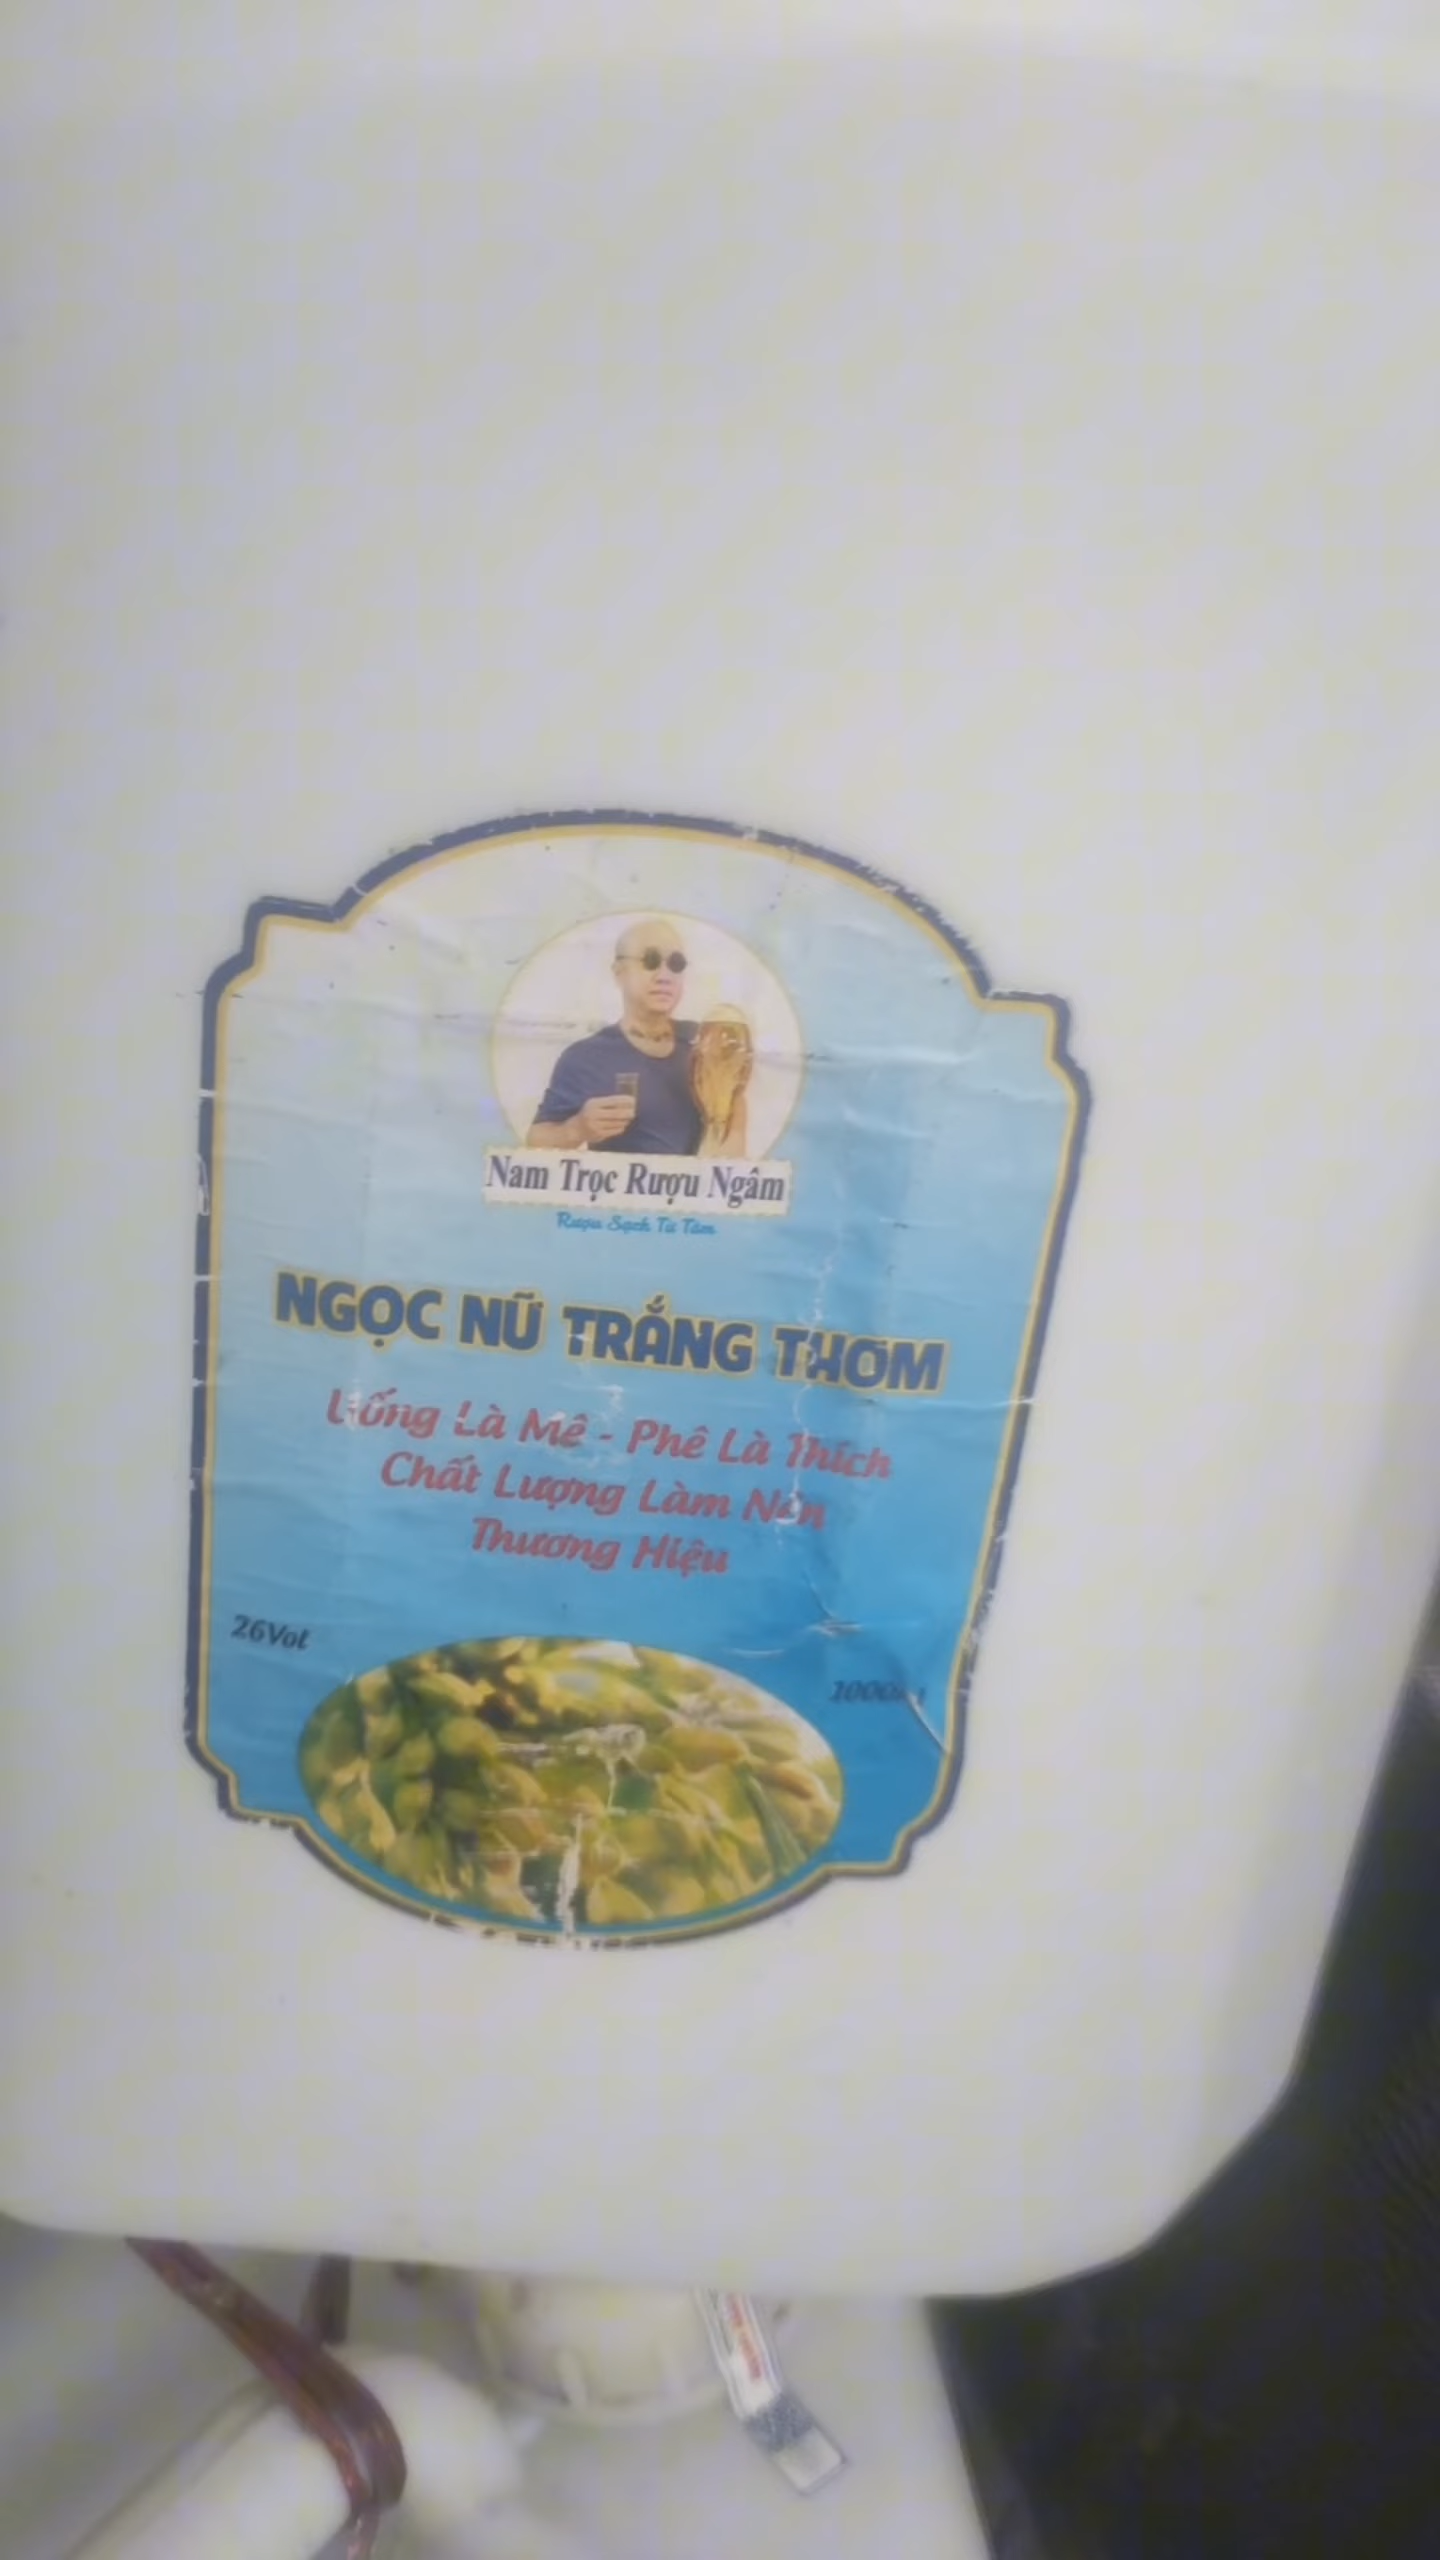 Nam Trọc Rượu Ngâm
Rượu Sạch Từ Tâm
NGỌC NỮ TRẮNG THƠM
Uống Là Mê - Phê Là Thích
Chất Lượng Làm Nên
Thương Hiệu
26Vol